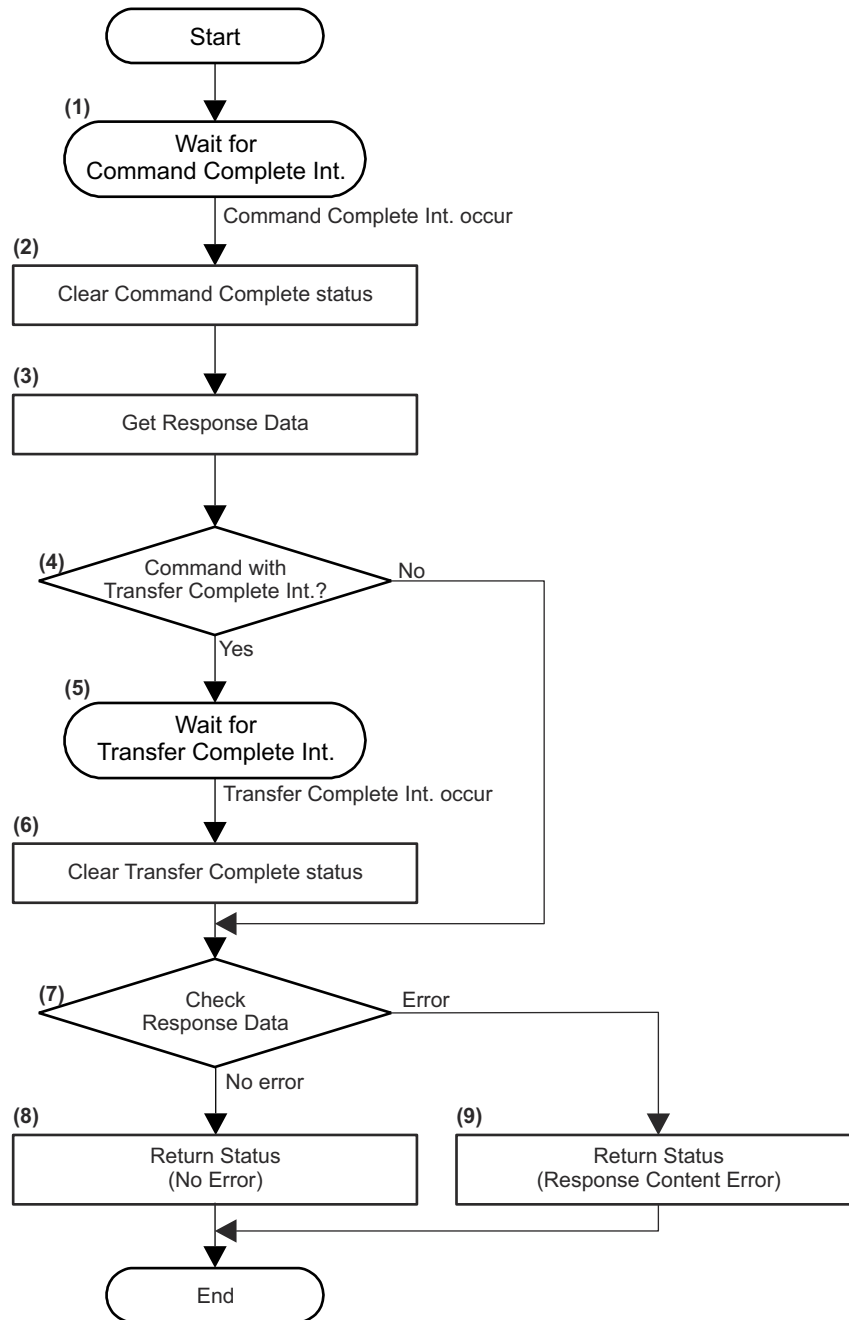 Start
(1)
Wait for
Command Complete Int.
Command Complete Int. occur
(2)
Clear Command Complete status
(3)
Get Response Data
(4)
Command with
Transfer Complete Int.?
No
Yes
(5)
Wait for
Transfer Complete Int.
Transfer Complete Int. occur
(6)
Clear Transfer Complete status
(7)
Check
Response Data
Error
No error
(8)
Return Status
(No Error)
(9)
Return Status
(Response Content Error)
End